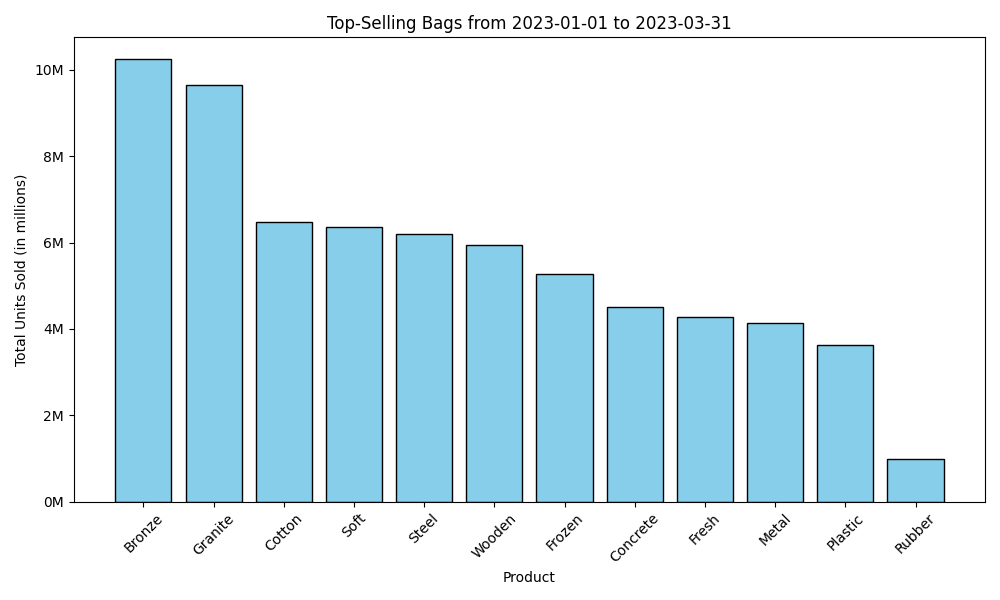 Top-Selling Bags from 2023-01-01 to 2023-03-31
Total Units Sold (in millions)
10M
8M
6M
4M
2M
0M
Bronze
Granite
Cotton
Soft
Steel
Wooden
Frozen
Concrete
Fresh
Metal
Plastic
Rubber
Product